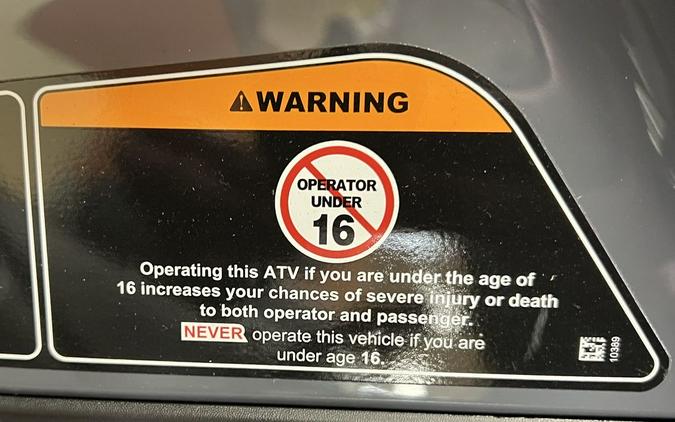 WARNING
OPERATOR
UNDER
16
Operating this ATV if you are under the age of
16 increases your chances of severe injury or death
to both operator and passenger.
NEVER operate this vehicle if you are
under age 16.
10389